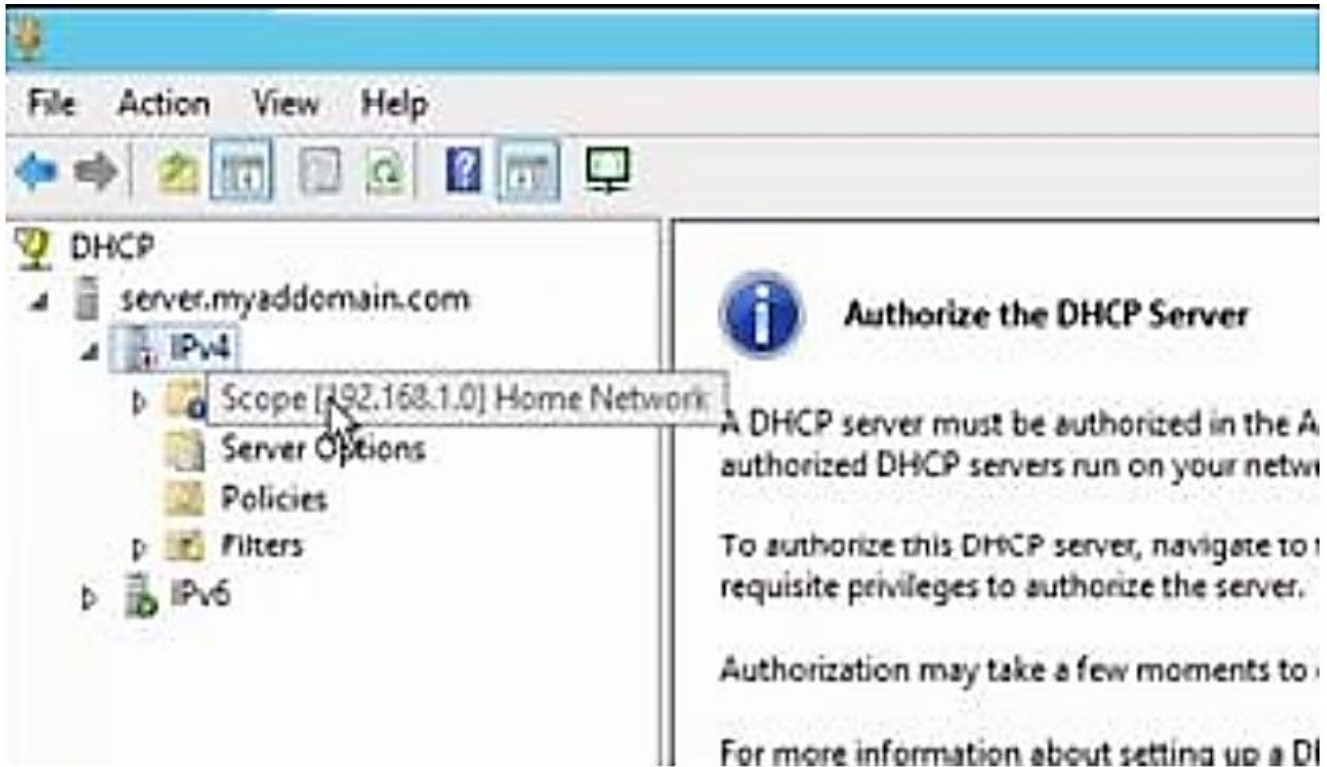 File Action View Help
DHCP
server.myaddomain.com
IPv4
Scope [192.168.1.0] Home Network
Server Options
Policies
Filters
IPv6
Authorize the DHCP Server
A DHCP server must be authorized in the A
authorized DHCP servers run on your netw
To authorize this DHCP server, navigate to
requisite privileges to authorize the server.
Authorization may take a few moments to
For more information about setting up a D